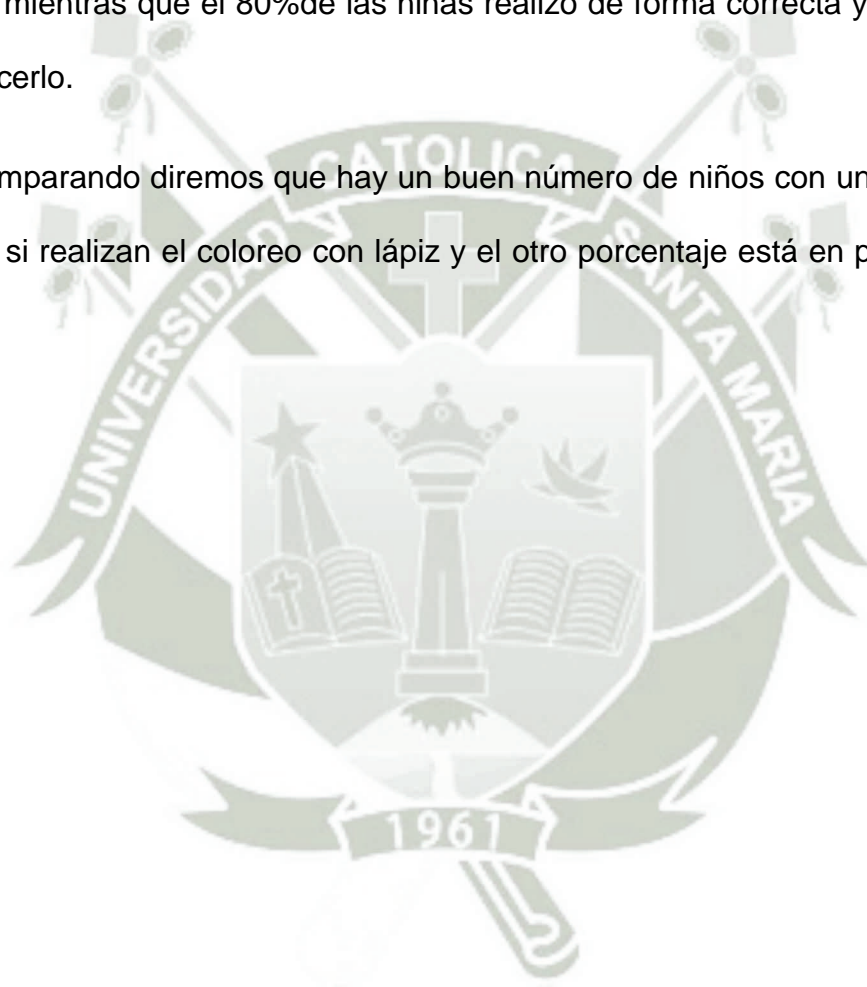 mientras que el 80%de las niñas realizo de forma correcta y
cerlo.
mparando diremos que hay un buen número de niños con un
si realizan el coloreo con lápiz y el otro porcentaje está en p
UNIVERSIDAD CATOLICA SANTA MARIA
1961